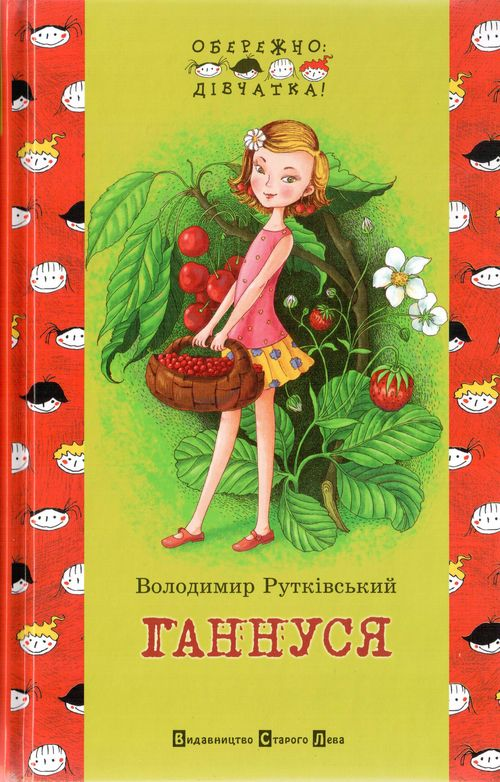 ОБЕРЕЖНО:
ДІВЧАТКА!
Володимир Рутківський
ГАННУСЯ
Видавництво Старого Лева